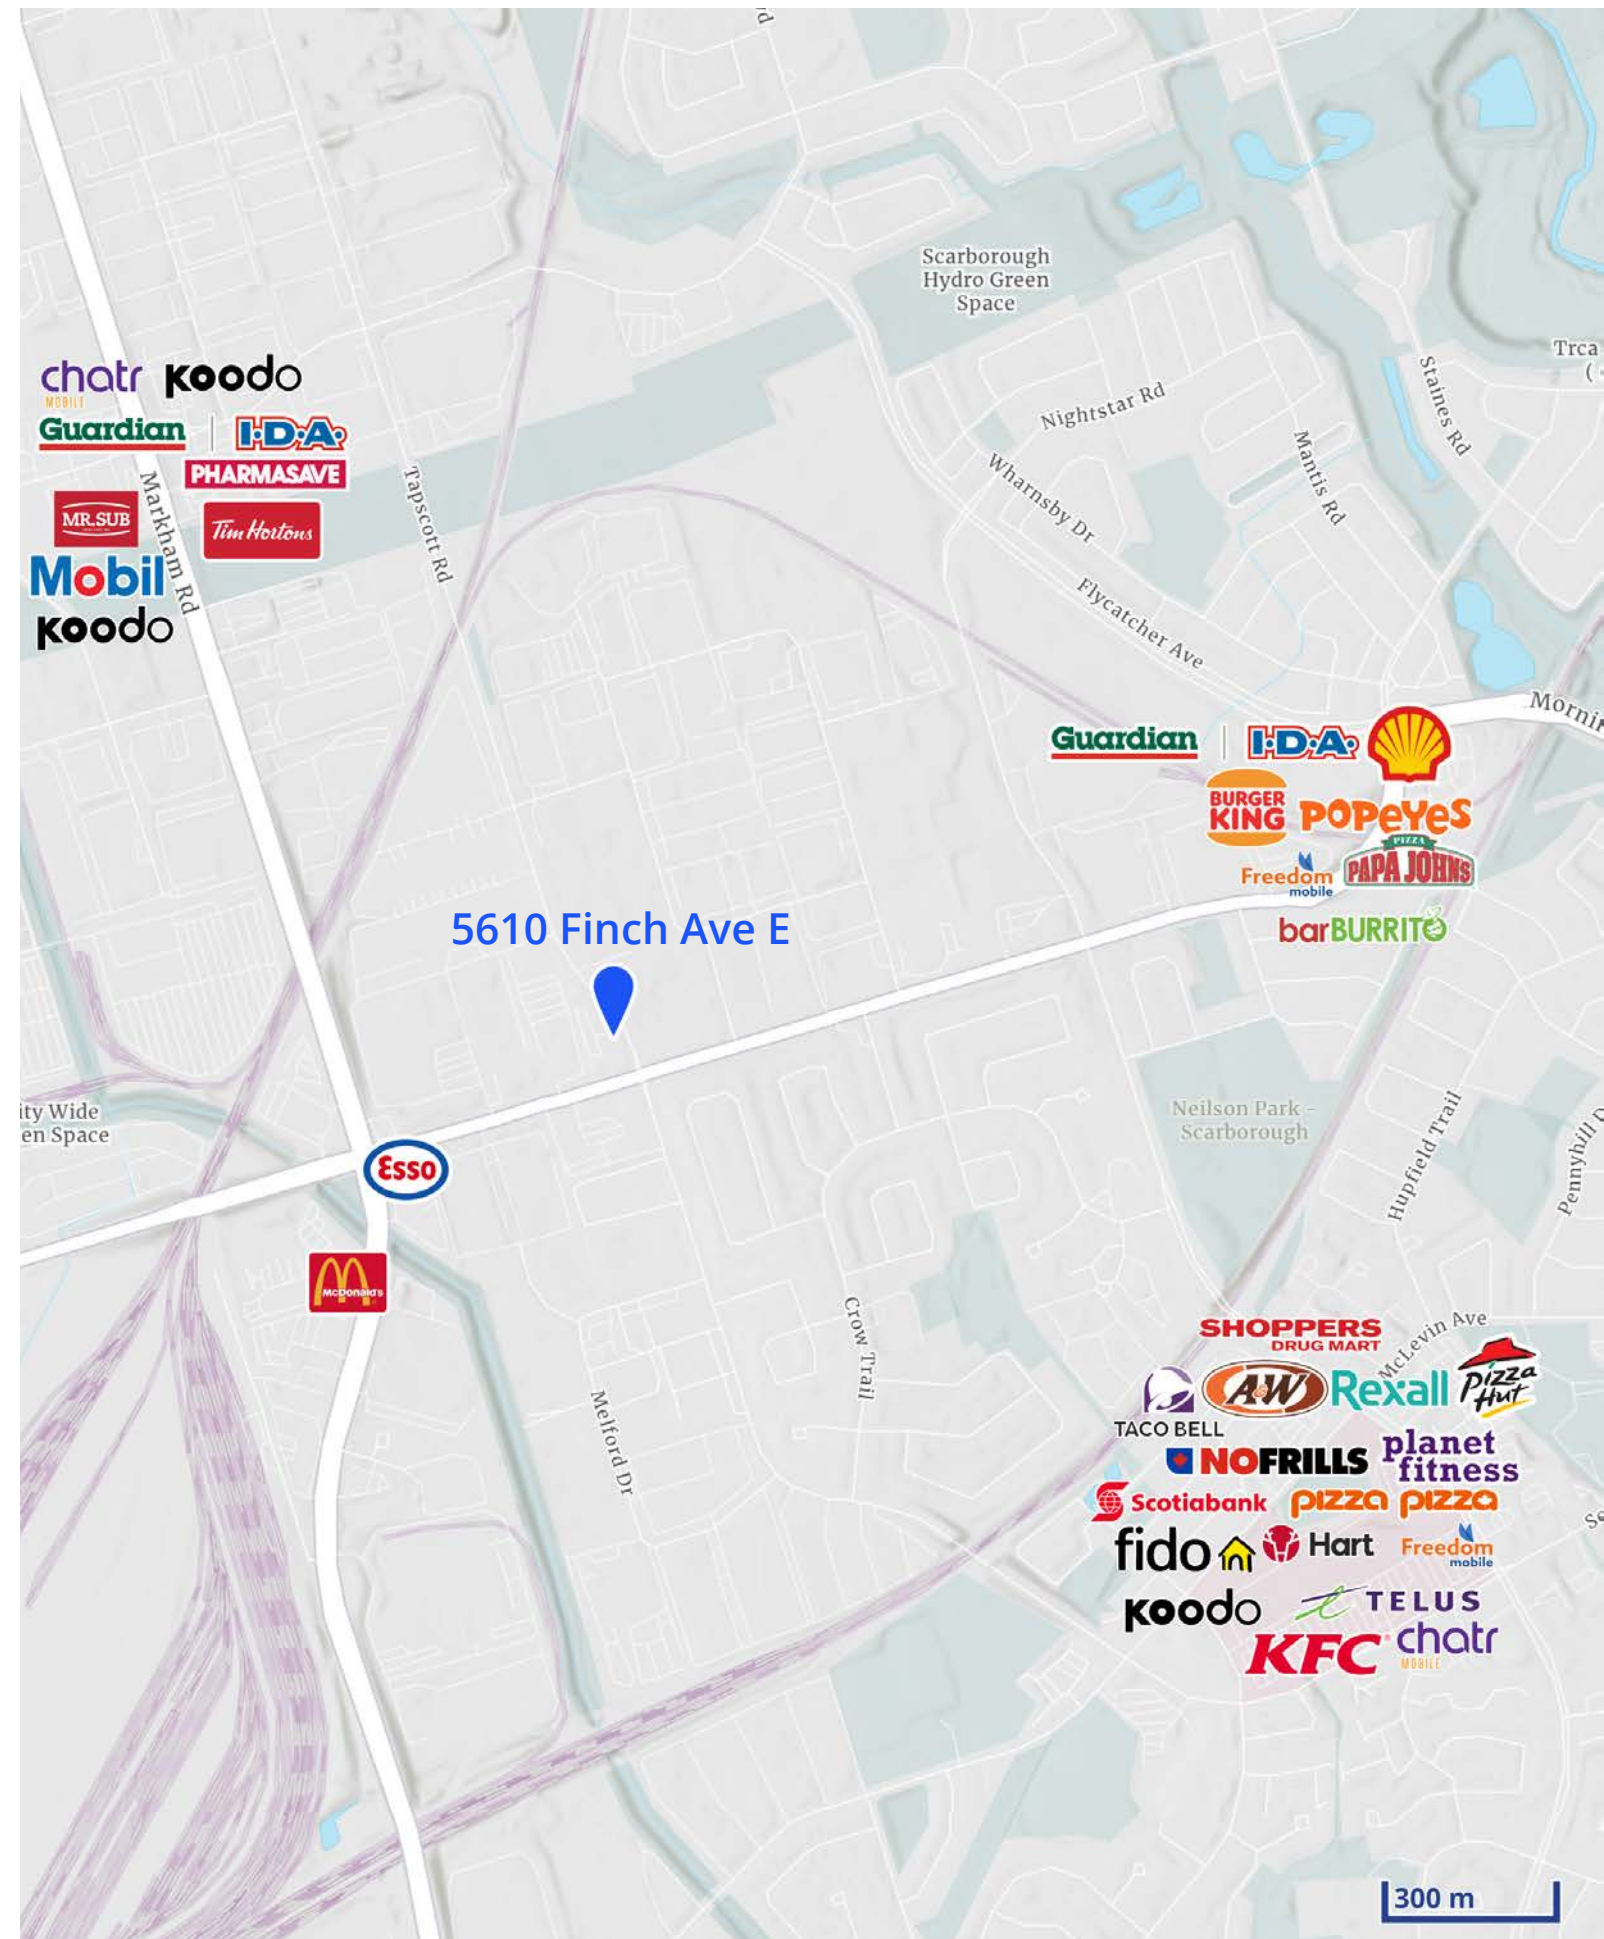 Scarborough
Hydro Green
Space
Trca
(
Staines Rd
Nightstar Rd
Mantis Rd
Wharnsby Dr
Flycatcher Ave
chatr
MOBILE
koodo
Guardian
I·D·A·
PHARMASAVE
MR.SUB
Tim Hortons
Mobil
koodo
Markham Rd
Tapscott Rd
Guardian
I·D·A·
BURGER
KING
POPEYES
Freedom
mobile
PIZZA
PAPA JOHNS
barBURRITO
5610 Finch Ave E
ity Wide
en Space
Esso
McDonald's
Neilson Park -
Scarborough
Hupfield Trail
Pennyhill D
Crow Trail
Melford Dr
SHOPPERS
DRUG MART
McLevin Ave
TACO BELL
A&W
Rexall
Pizza
Hut
NOFRILLS
planet
fitness
Scotiabank
pizza pizza
fido
Hart
Freedom
mobile
koodo
TELUS
KFC
chatr
MOBILE
300 m